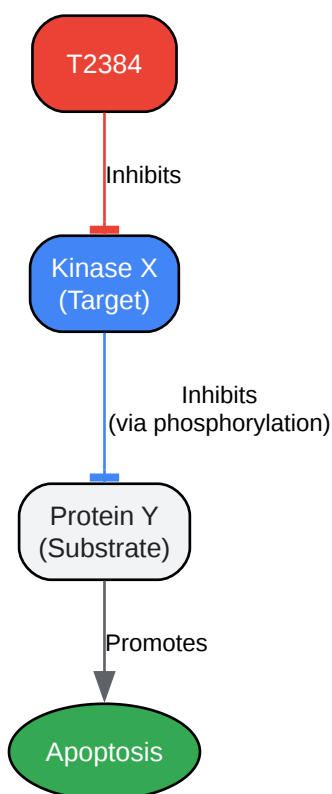 T2384
Inhibits
Kinase X
(Target)
Inhibits
(via phosphorylation)
Protein Y
(Substrate)
Promotes
Apoptosis